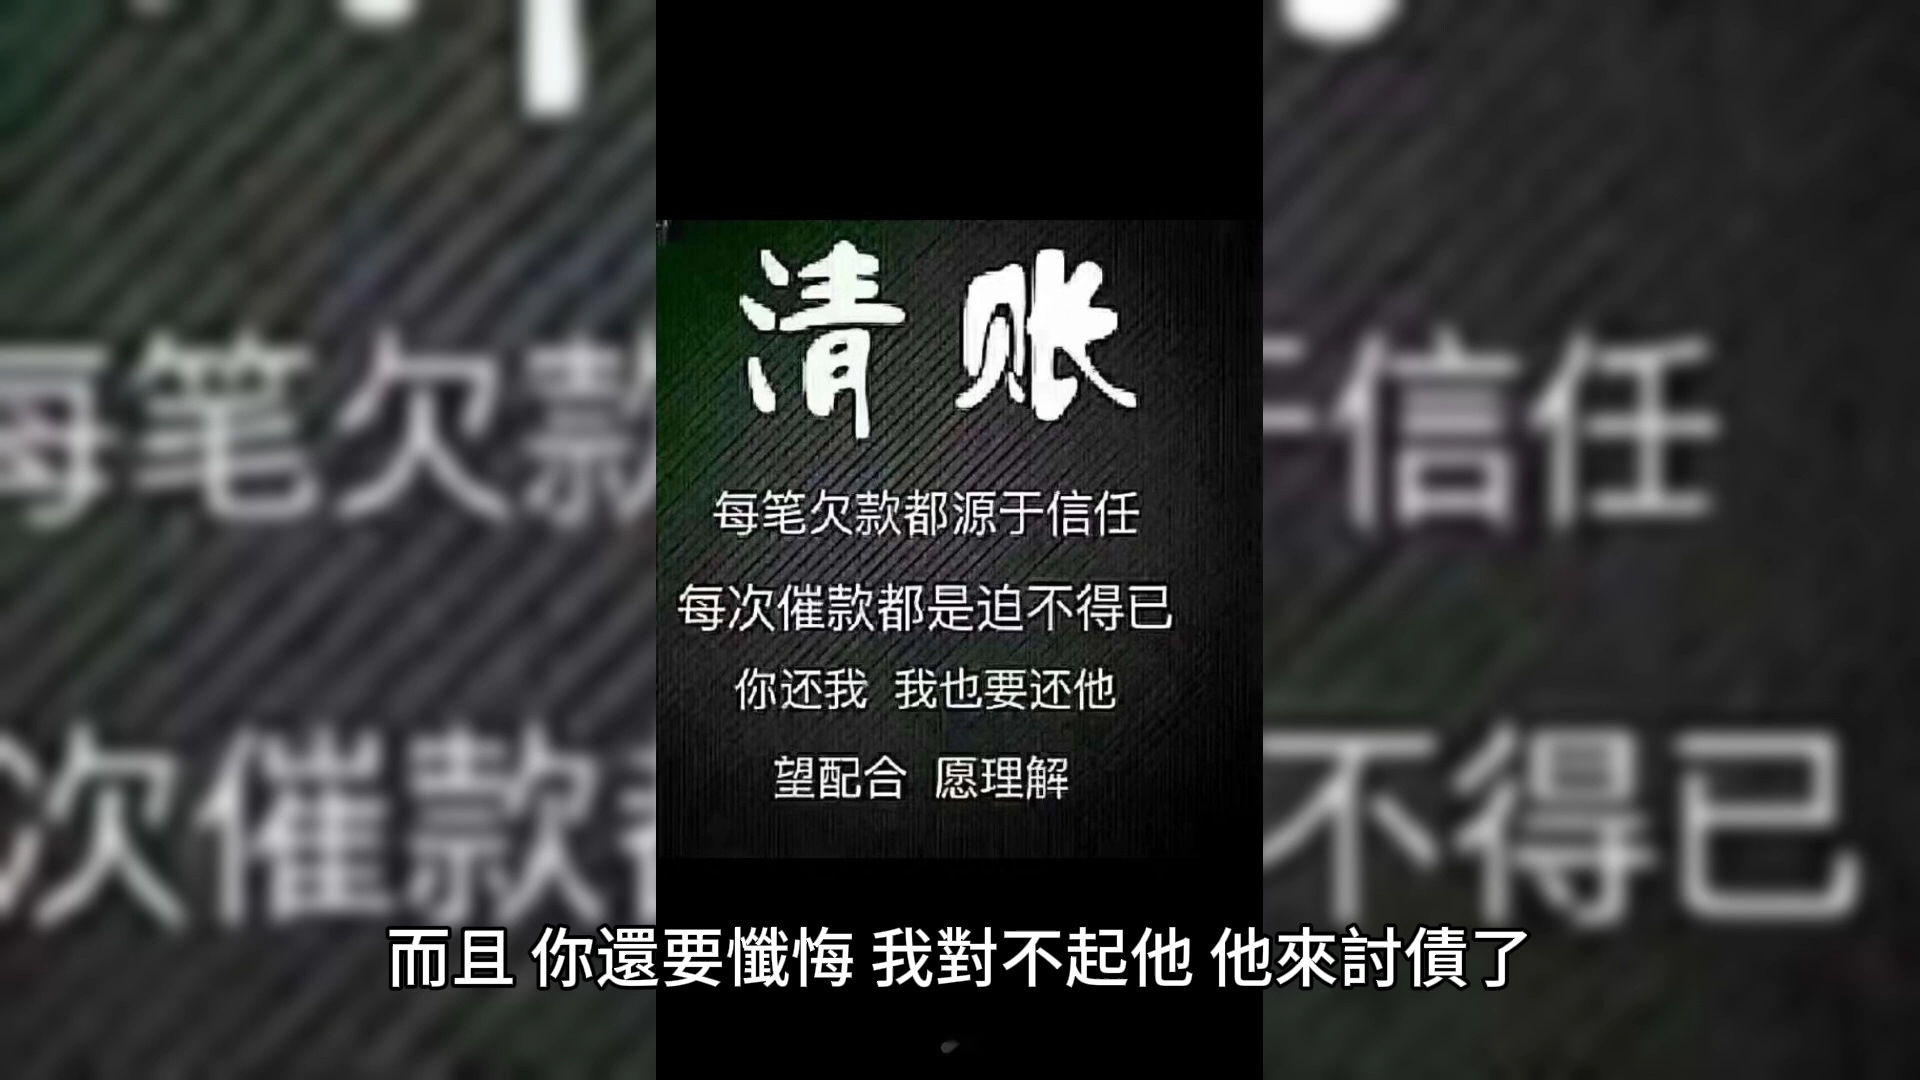 清账
每笔欠款都源于信任
每次催款都是迫不得已
你还我 我也要还他
望配合 愿理解
而且 你還要懺悔 我對不起他 他來討債了